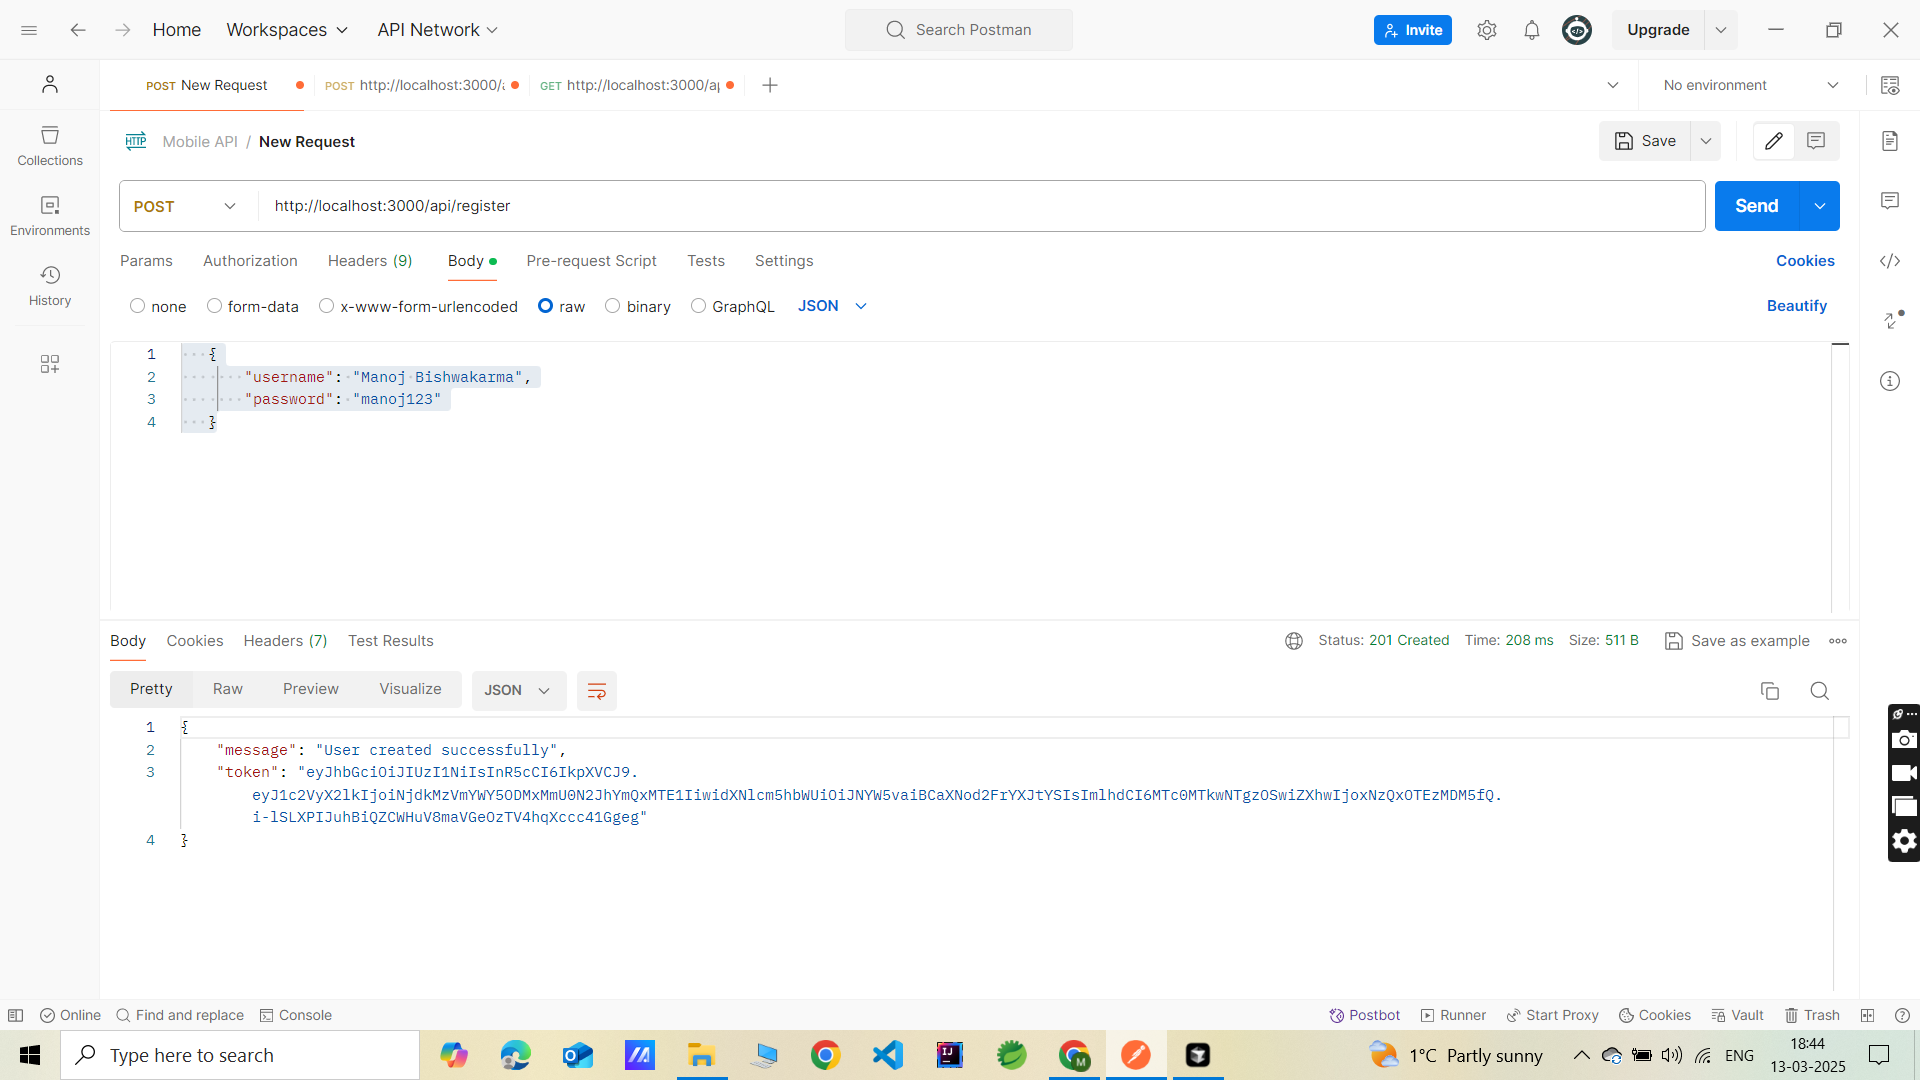 Home Workspaces API Network Search Postman Invite Upgrade
POST New Request POST http://localhost:3000/ GET http://localhost:3000/a No environment
HTTP Mobile API / New Request Save
POST http://localhost:3000/api/register Send
Collections
Environments
History
Params Authorization Headers (9) Body Pre-request Script Tests Settings Cookies
none form-data x-www-form-urlencoded raw binary GraphQL JSON Beautify
1 {
2 "username": "Manoj Bishwakarma",
3 "password": "manoj123"
4 }
Body Cookies Headers (7) Test Results Status: 201 Created Time: 208 ms Size: 511 B Save as example
Pretty Raw Preview Visualize JSON
1 {
2 "message": "User created successfully",
3 "token": "eyJhbGciOiJIUzI1NiIsInR5cCI6IkpXVCJ9.
eyJ1c2VyX2lkIjoiNjdkMzVmYWY5ODMxMmU0N2JhYmQxMTE1IiwidXNlcm5hbWUiOiJNYW5vaiBCaXNod2FrYXJtYSIsImlhdCI6MTc0MTkwNTgzOSwiZXhwIjoxNzQxOTEzMDM5fQ.
i-lSLXPIJuhBiQZCWHuV8maVGeOzTV4hqXccc41Ggeg"
4 }
Online Find and replace Console Postbot Runner Start Proxy Cookies Vault Trash
Type here to search 1°C Partly sunny ENG 18:44
13-03-2025